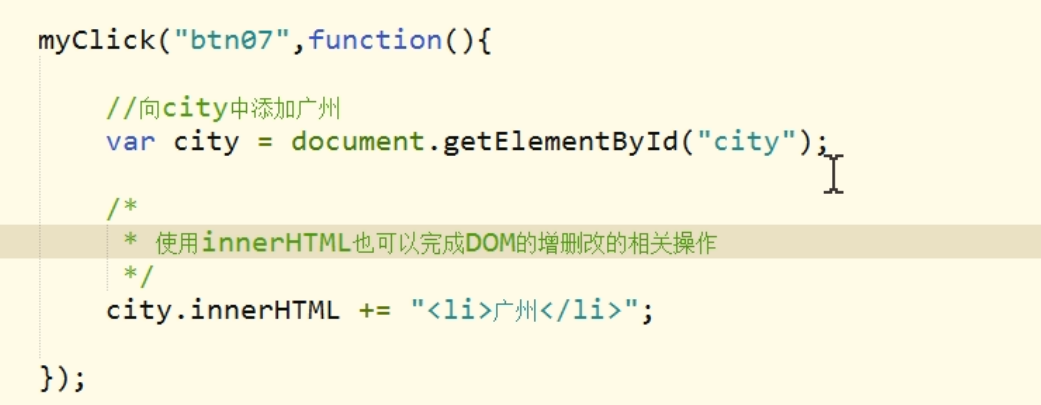 myClick("btn07",function(){
//向city中添加广州
var city = document.getElementById("city");
/*
* 使用innerHTML也可以完成DOM的增删改的相关操作
*/
city.innerHTML += "<li>广州</li>";
});